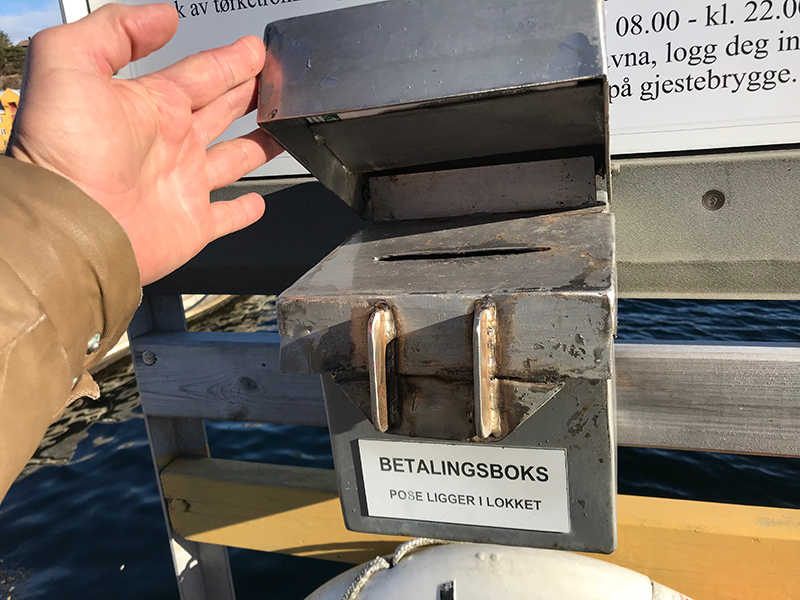 k av tørketrom
08.00 - kl. 22.0
vna, logg deg in
på gjestebrygge.
BETALINGSBOKS
POSE LIGGER I LOKKET